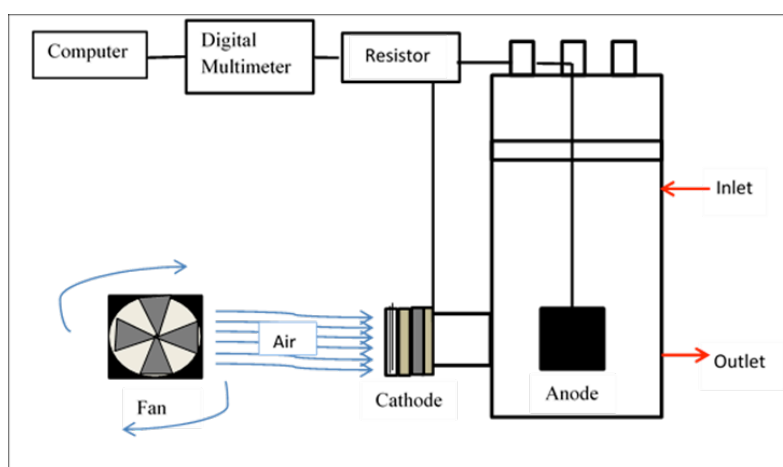 Computer
Digital
Multimeter
Resistor
Inlet
Air
Outlet
Fan
Cathode
Anode